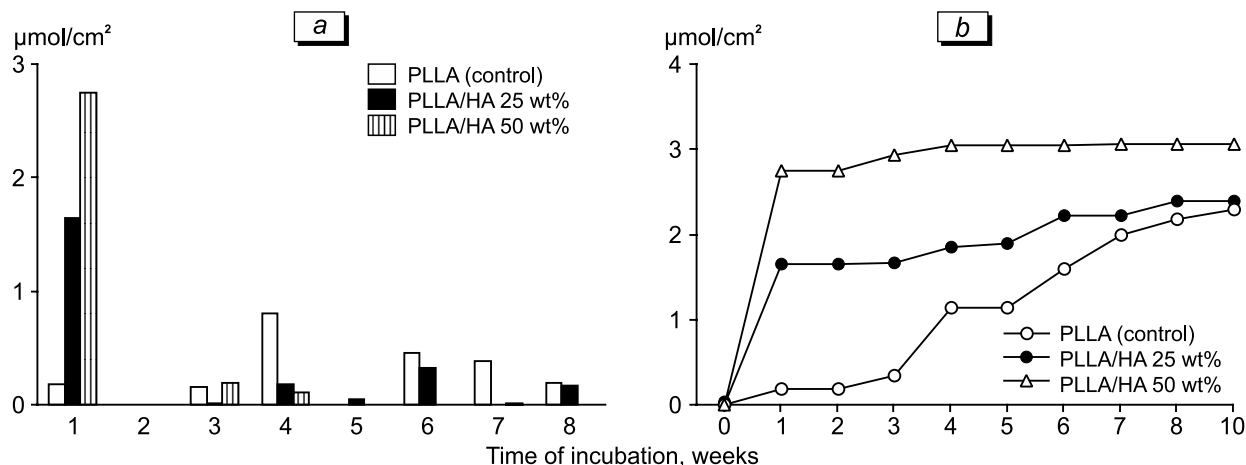 a
µmol/cm²
3
2
1
0
PLLA (control)
PLLA/HA 25 wt%
PLLA/HA 50 wt%
1 2 3 4 5 6 7 8
b
µmol/cm²
4
3
2
1
0
PLLA (control)
PLLA/HA 25 wt%
PLLA/HA 50 wt%
0 1 2 3 4 5 6 7 8 10
Time of incubation, weeks